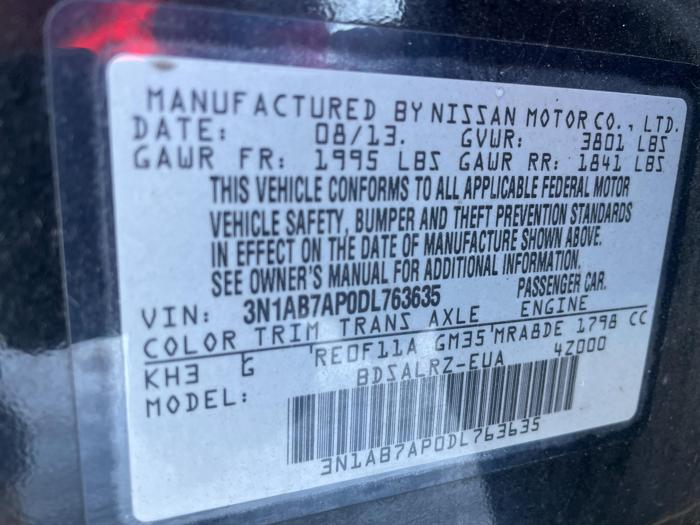 MANUFACTURED BY NISSAN MOTOR CO., LTD.
DATE: 08/13. GVWR: 3801 LBS
GAWR FR: 1995 LBS GAWR RR: 1841 LBS
THIS VEHICLE CONFORMS TO ALL APPLICABLE FEDERAL MOTOR
VEHICLE SAFETY, BUMPER AND THEFT PREVENTION STANDARDS
IN EFFECT ON THE DATE OF MANUFACTURE SHOWN ABOVE.
SEE OWNER'S MANUAL FOR ADDITIONAL INFORMATION.
VIN: 3N1AB7AP0DL763635 PASSENGER CAR.
COLOR TRIM TRANS AXLE ENGINE
KH3 G RE0F11A GM35 MRA8DE 1798 CC
MODEL: BDSALRZ-EUA 4Z000
3N1AB7AP0DL763635